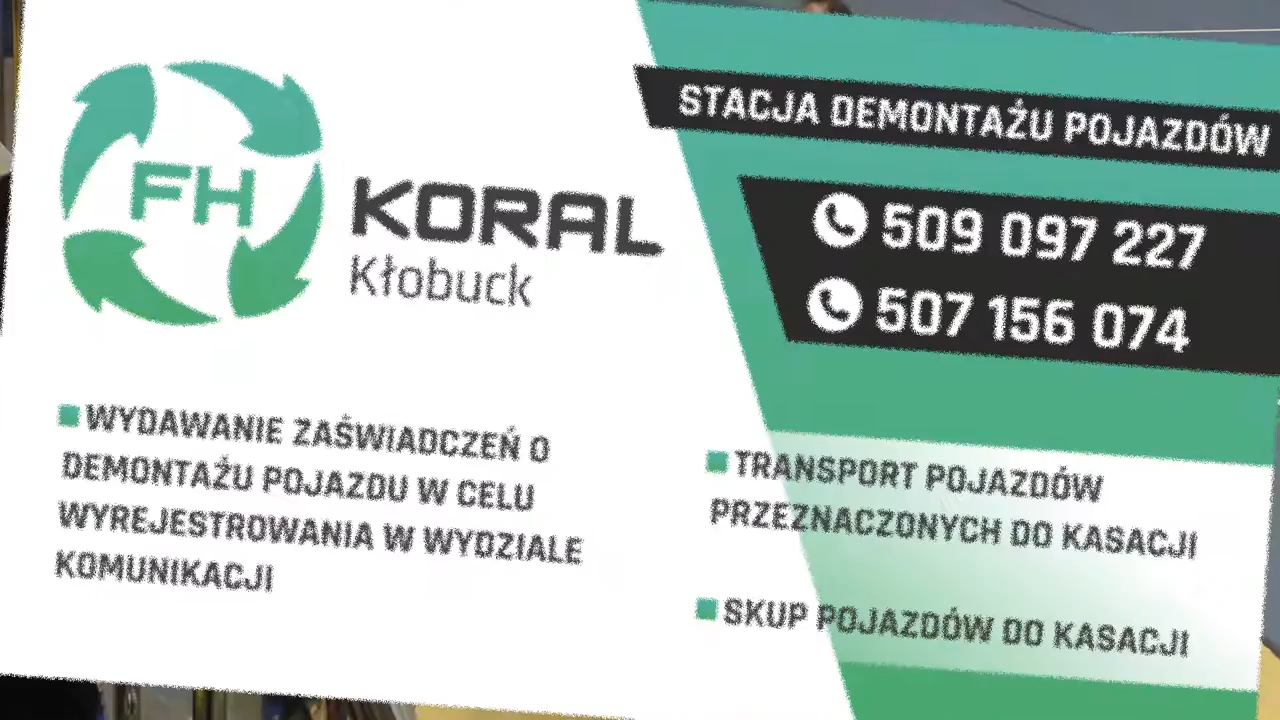 FH
KORAL
Kłobuck
STACJA DEMONTAŻU POJAZDÓW
509 097 227
507 156 074
WYDAWANIE ZAŚWIADCZEŃ O
DEMONTAŻU POJAZDU W CELU
WYREJESTROWANIA W WYDZIALE
KOMUNIKACJI
TRANSPORT POJAZDÓW
PRZEZNACZONYCH DO KASACJI
SKUP POJAZDÓW DO KASACJI